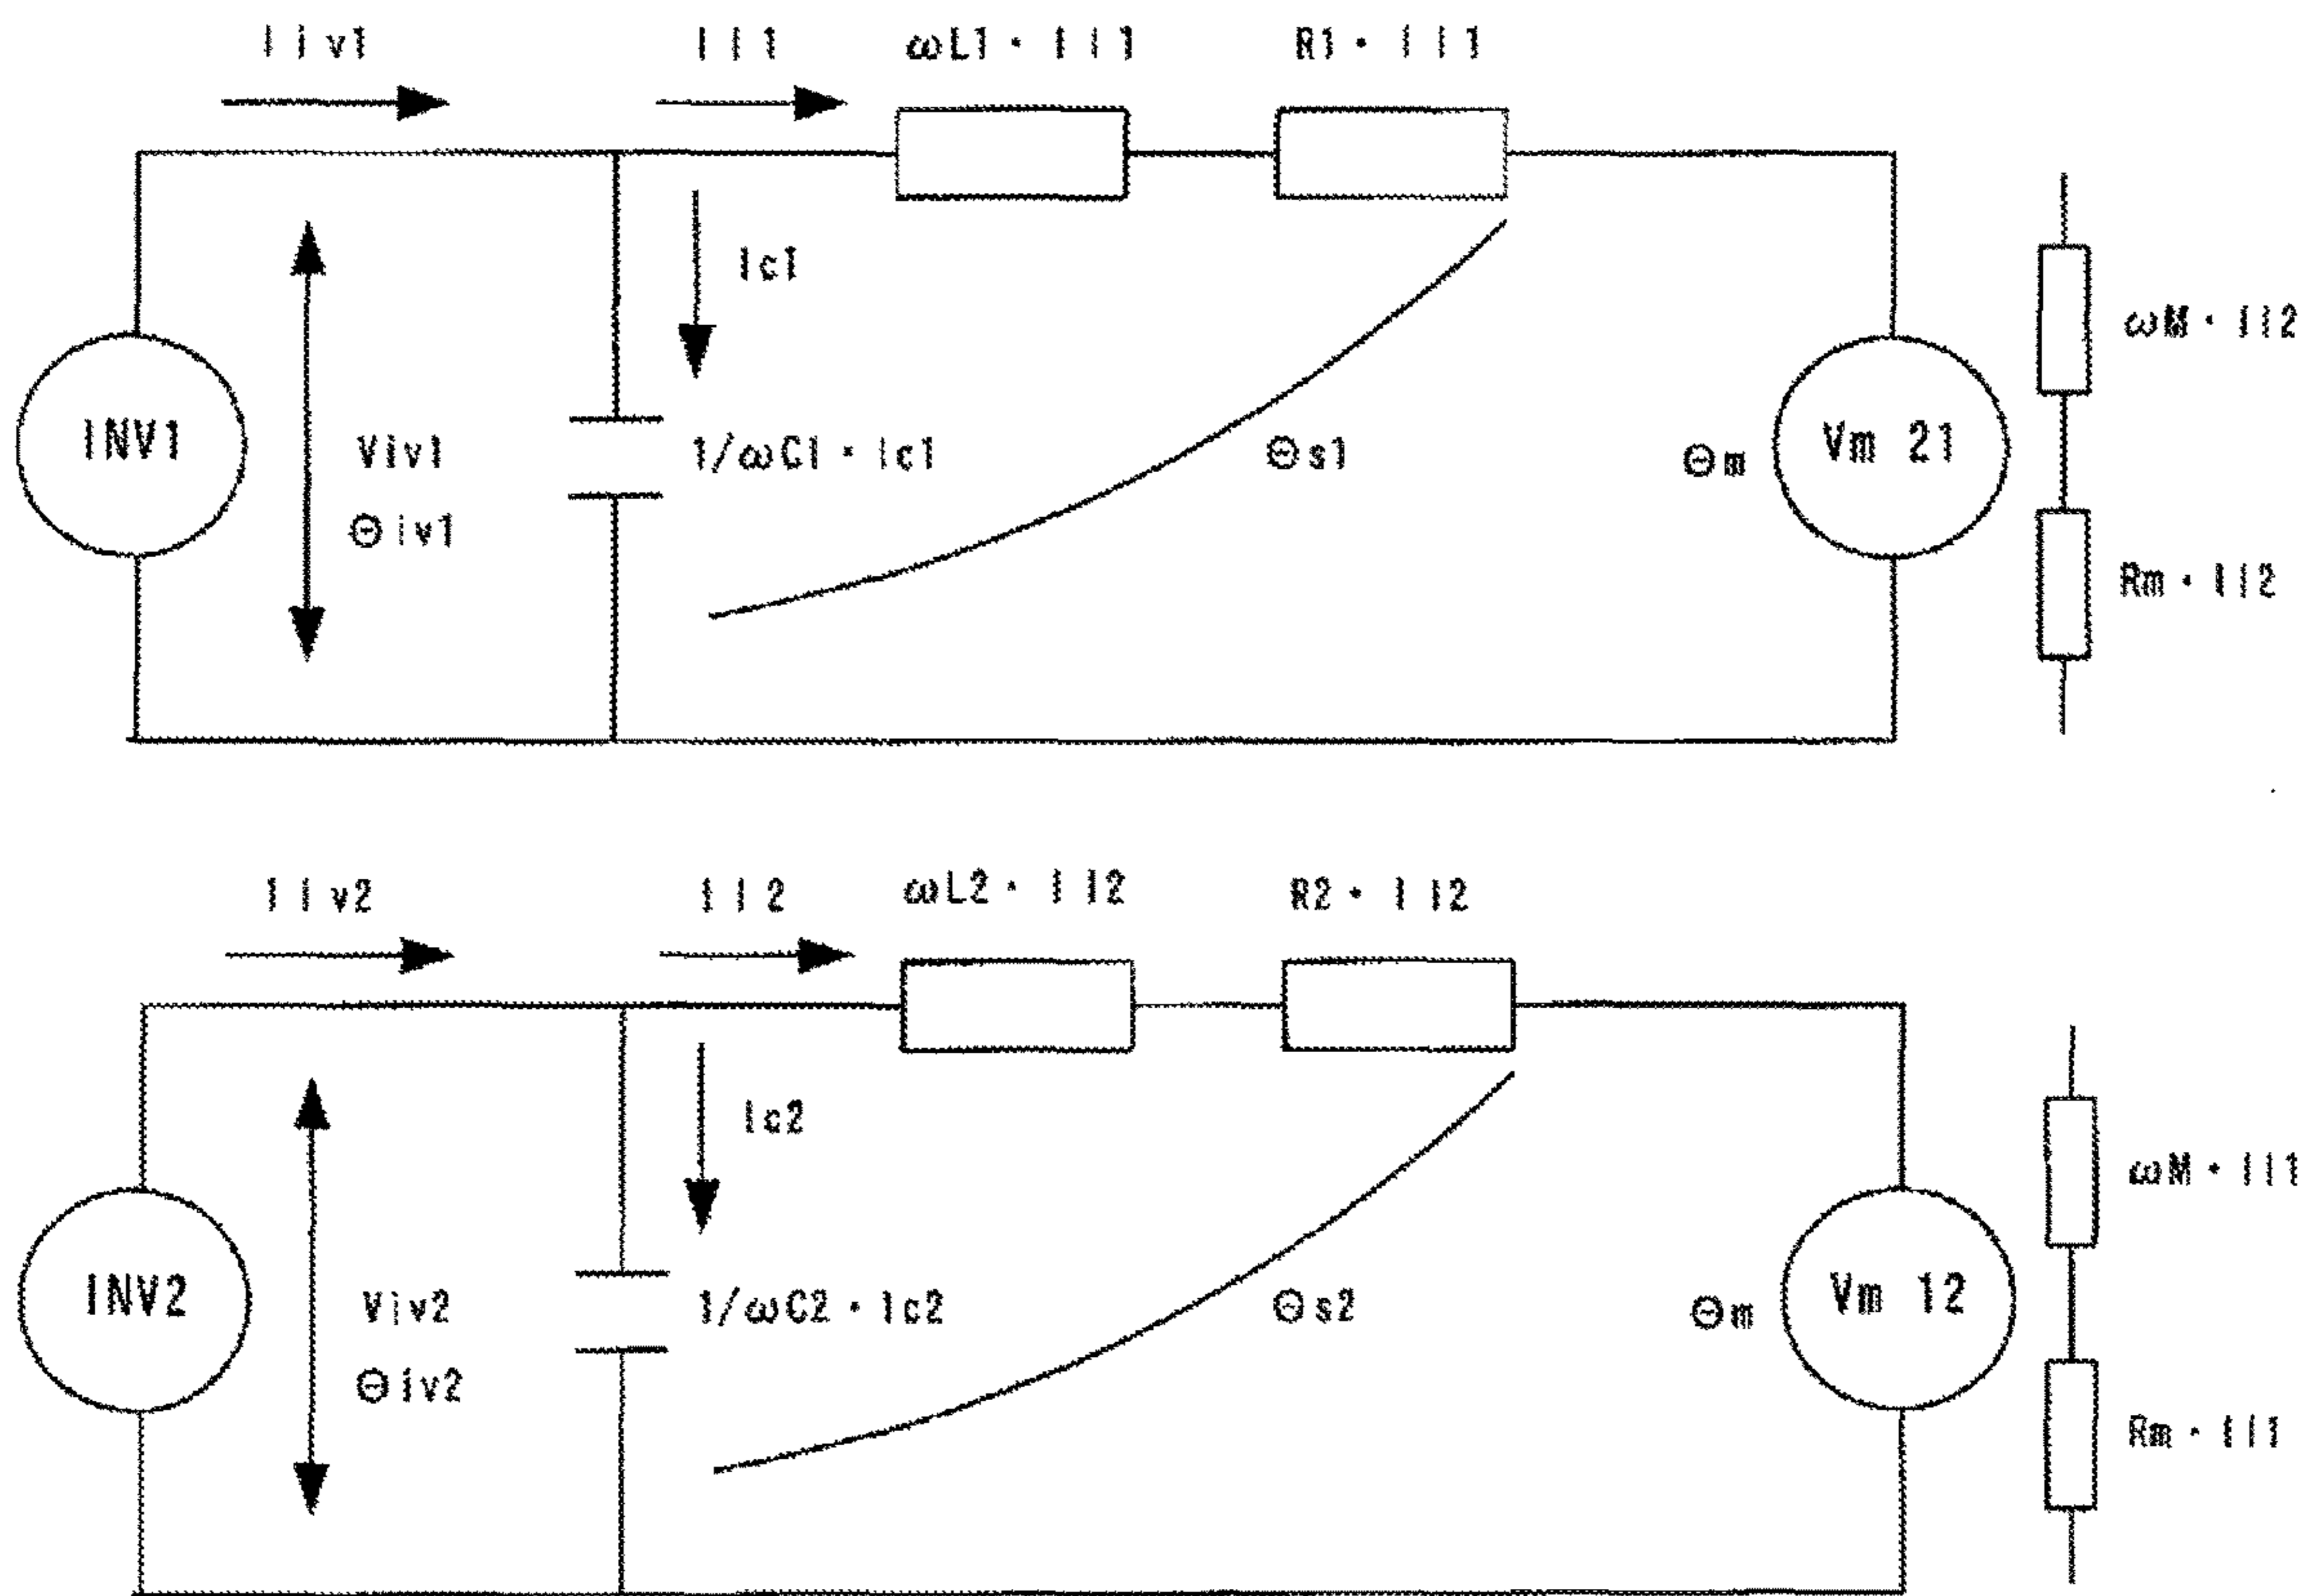 Iiv1 Il1 ωL1・Il1 R1・Il1
Ic1
ωM・Il2
INV1 Viv1 1/ωC1・Ic1 Θs1 Θm Vm 21
Θiv1
Rm・Il2
Iiv2 Il2 ωL2・Il2 R2・Il2
Ic2
ωM・Il1
INV2 Viv2 1/ωC2・Ic2 Θs2 Θm Vm 12
Θiv2
Rm・Il1